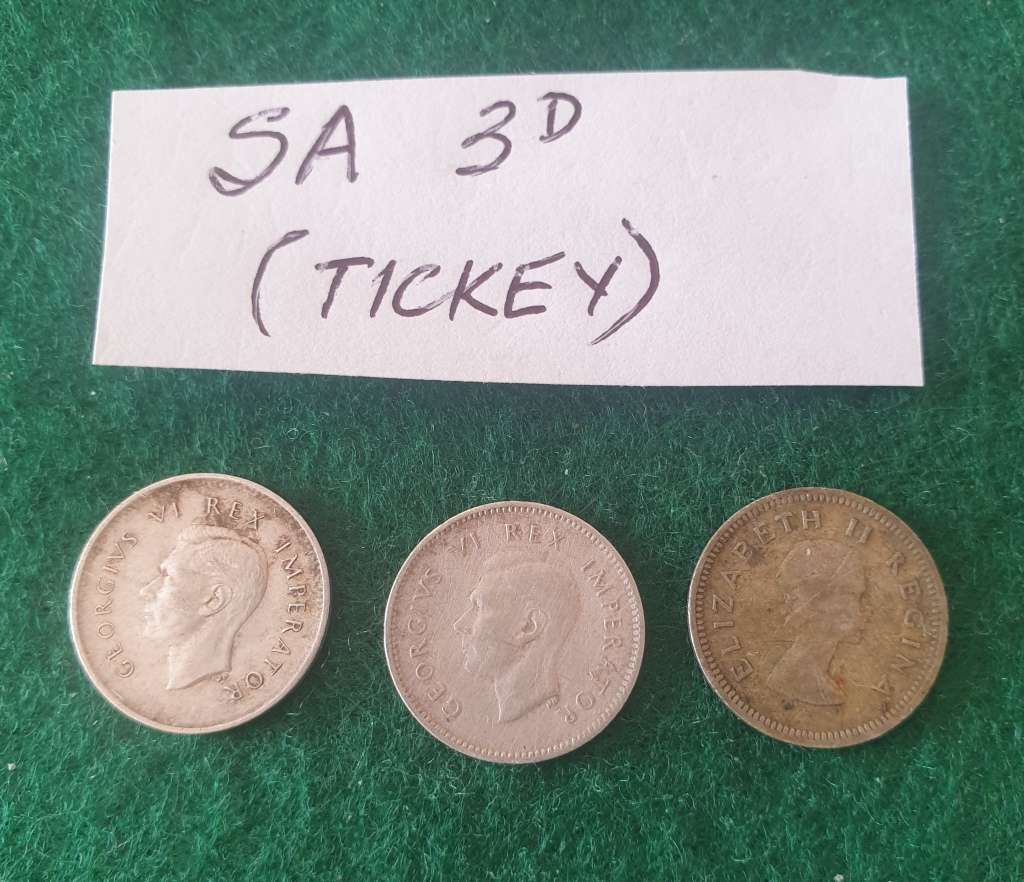 SA 3D
(TICKEY)
GEORGIVS VI REX IMPERATOR
GEORGIVS VI REX IMPERATOR
ELIZABETH II REGINA